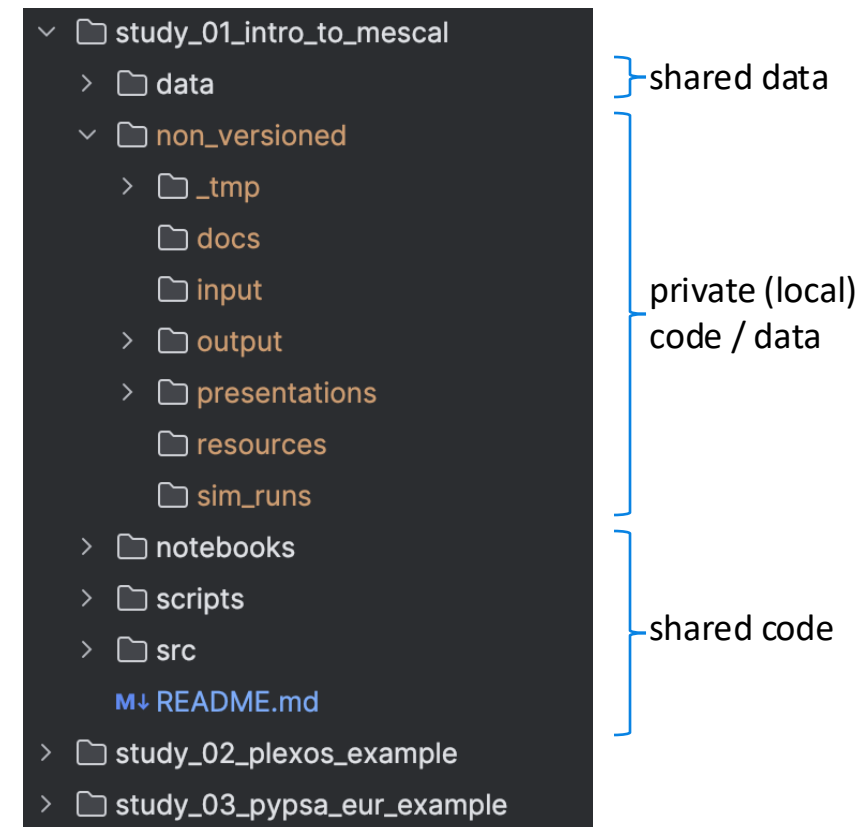 study_01_intro_to_mescal
data
shared data
non_versioned
_tmp
docs
input
output
presentations
resources
sim_runs
private (local)
code / data
notebooks
scripts
src
M↓ README.md
shared code
study_02_plexos_example
study_03_pypsa_eur_example